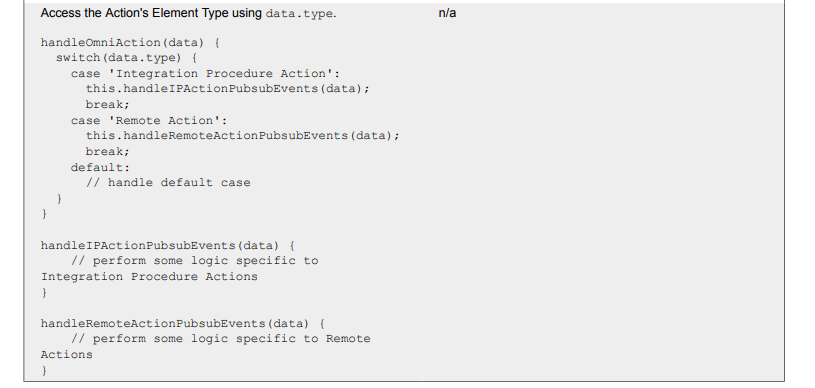 Access the Action's Element Type using data.type. n/a
handleOmniAction(data) {
  switch(data.type) {
    case 'Integration Procedure Action':
      this.handleIPActionPubsubEvents(data);
      break;
    case 'Remote Action':
      this.handleRemoteActionPubsubEvents(data);
      break;
    default:
      // handle default case
  }
}
handleIPActionPubsubEvents(data) {
    // perform some logic specific to
Integration Procedure Actions
}
handleRemoteActionPubsubEvents(data) {
    // perform some logic specific to Remote
Actions
}